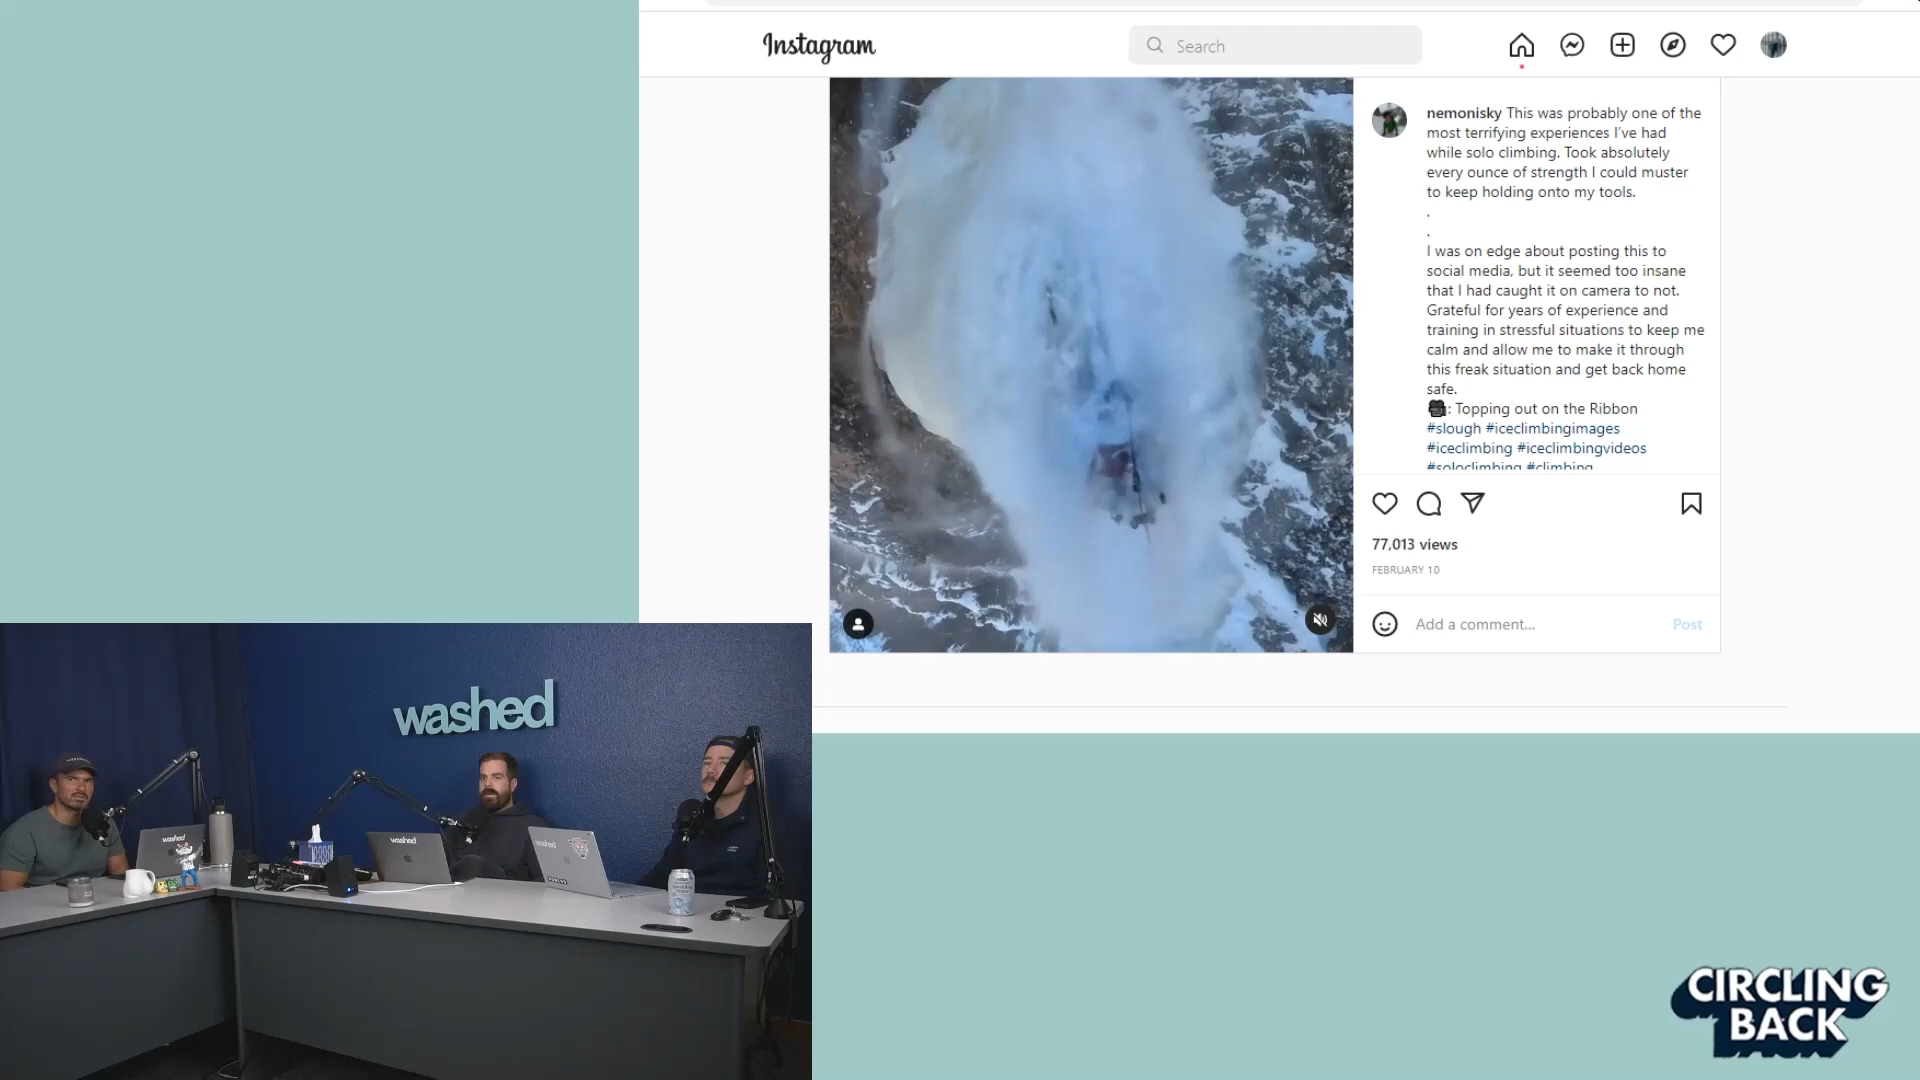 Instagram
Search
nemonisky This was probably one of the
most terrifying experiences I've had
while solo climbing. Took absolutely
every ounce of strength I could muster
to keep holding onto my tools.
.
.
I was on edge about posting this to
social media, but it seemed too insane
that I had caught it on camera to not.
Grateful for years of experience and
training in stressful situations to keep me
calm and allow me to make it through
this freak situation and get back home
safe.
: Topping out on the Ribbon
#slough #iceclimbingimages
#iceclimbing #iceclimbingvideos
#soloclimbing #climbing
77,013 views
FEBRUARY 10
Add a comment...
Post
washed
washed
washed
washed
CIRCLING
BACK